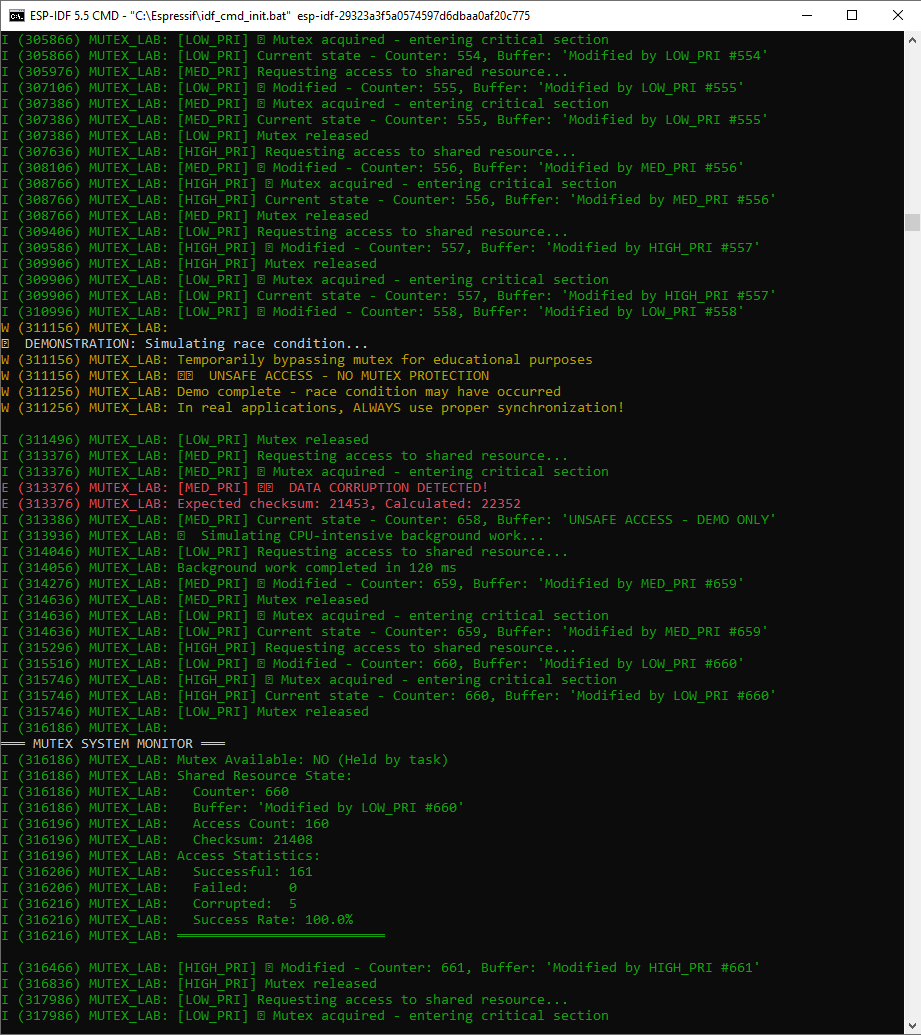 ESP-IDF 5.5 CMD - "C:\Espressif\idf_cmd_init.bat" esp-idf-29323a3f5a0574597d6dbaa0af20c775
I (305866) MUTEX_LAB: [LOW_PRI] ⍰ Mutex acquired - entering critical section
I (305866) MUTEX_LAB: [LOW_PRI] Current state - Counter: 554, Buffer: 'Modified by LOW_PRI #554'
I (305976) MUTEX_LAB: [MED_PRI] Requesting access to shared resource...
I (307106) MUTEX_LAB: [LOW_PRI] ⍰ Modified - Counter: 555, Buffer: 'Modified by LOW_PRI #555'
I (307386) MUTEX_LAB: [MED_PRI] ⍰ Mutex acquired - entering critical section
I (307386) MUTEX_LAB: [MED_PRI] Current state - Counter: 555, Buffer: 'Modified by LOW_PRI #555'
I (307386) MUTEX_LAB: [LOW_PRI] Mutex released
I (307636) MUTEX_LAB: [HIGH_PRI] Requesting access to shared resource...
I (308106) MUTEX_LAB: [MED_PRI] ⍰ Modified - Counter: 556, Buffer: 'Modified by MED_PRI #556'
I (308766) MUTEX_LAB: [HIGH_PRI] ⍰ Mutex acquired - entering critical section
I (308766) MUTEX_LAB: [HIGH_PRI] Current state - Counter: 556, Buffer: 'Modified by MED_PRI #556'
I (308766) MUTEX_LAB: [MED_PRI] Mutex released
I (309406) MUTEX_LAB: [LOW_PRI] Requesting access to shared resource...
I (309586) MUTEX_LAB: [HIGH_PRI] ⍰ Modified - Counter: 557, Buffer: 'Modified by HIGH_PRI #557'
I (309906) MUTEX_LAB: [HIGH_PRI] Mutex released
I (309906) MUTEX_LAB: [LOW_PRI] ⍰ Mutex acquired - entering critical section
I (309906) MUTEX_LAB: [LOW_PRI] Current state - Counter: 557, Buffer: 'Modified by HIGH_PRI #557'
I (310996) MUTEX_LAB: [LOW_PRI] ⍰ Modified - Counter: 558, Buffer: 'Modified by LOW_PRI #558'
W (311156) MUTEX_LAB:
⍰  DEMONSTRATION: Simulating race condition...
W (311156) MUTEX_LAB: Temporarily bypassing mutex for educational purposes
W (311156) MUTEX_LAB: ⍰⍰  UNSAFE ACCESS - NO MUTEX PROTECTION
W (311256) MUTEX_LAB: Demo complete - race condition may have occurred
W (311256) MUTEX_LAB: In real applications, ALWAYS use proper synchronization!
I (311496) MUTEX_LAB: [LOW_PRI] Mutex released
I (313376) MUTEX_LAB: [MED_PRI] Requesting access to shared resource...
I (313376) MUTEX_LAB: [MED_PRI] ⍰ Mutex acquired - entering critical section
E (313376) MUTEX_LAB: [MED_PRI] ⍰⍰  DATA CORRUPTION DETECTED!
E (313376) MUTEX_LAB: Expected checksum: 21453, Calculated: 22352
I (313386) MUTEX_LAB: [MED_PRI] Current state - Counter: 658, Buffer: 'UNSAFE ACCESS - DEMO ONLY'
I (313936) MUTEX_LAB: ⍰  Simulating CPU-intensive background work...
I (314046) MUTEX_LAB: [LOW_PRI] Requesting access to shared resource...
I (314056) MUTEX_LAB: Background work completed in 120 ms
I (314276) MUTEX_LAB: [MED_PRI] ⍰ Modified - Counter: 659, Buffer: 'Modified by MED_PRI #659'
I (314636) MUTEX_LAB: [MED_PRI] Mutex released
I (314636) MUTEX_LAB: [LOW_PRI] ⍰ Mutex acquired - entering critical section
I (314636) MUTEX_LAB: [LOW_PRI] Current state - Counter: 659, Buffer: 'Modified by MED_PRI #659'
I (315296) MUTEX_LAB: [HIGH_PRI] Requesting access to shared resource...
I (315516) MUTEX_LAB: [LOW_PRI] ⍰ Modified - Counter: 660, Buffer: 'Modified by LOW_PRI #660'
I (315746) MUTEX_LAB: [HIGH_PRI] ⍰ Mutex acquired - entering critical section
I (315746) MUTEX_LAB: [HIGH_PRI] Current state - Counter: 660, Buffer: 'Modified by LOW_PRI #660'
I (315746) MUTEX_LAB: [LOW_PRI] Mutex released
I (316186) MUTEX_LAB:
═══ MUTEX SYSTEM MONITOR ═══
I (316186) MUTEX_LAB: Mutex Available: NO (Held by task)
I (316186) MUTEX_LAB: Shared Resource State:
I (316186) MUTEX_LAB:   Counter: 660
I (316186) MUTEX_LAB:   Buffer: 'Modified by LOW_PRI #660'
I (316196) MUTEX_LAB:   Access Count: 160
I (316196) MUTEX_LAB:   Checksum: 21408
I (316196) MUTEX_LAB: Access Statistics:
I (316206) MUTEX_LAB:   Successful: 161
I (316206) MUTEX_LAB:   Failed:     0
I (316216) MUTEX_LAB:   Corrupted:  5
I (316216) MUTEX_LAB:   Success Rate: 100.0%
I (316216) MUTEX_LAB: ══════════════════════════
I (316466) MUTEX_LAB: [HIGH_PRI] ⍰ Modified - Counter: 661, Buffer: 'Modified by HIGH_PRI #661'
I (316836) MUTEX_LAB: [HIGH_PRI] Mutex released
I (317986) MUTEX_LAB: [LOW_PRI] Requesting access to shared resource...
I (317986) MUTEX_LAB: [LOW_PRI] ⍰ Mutex acquired - entering critical section